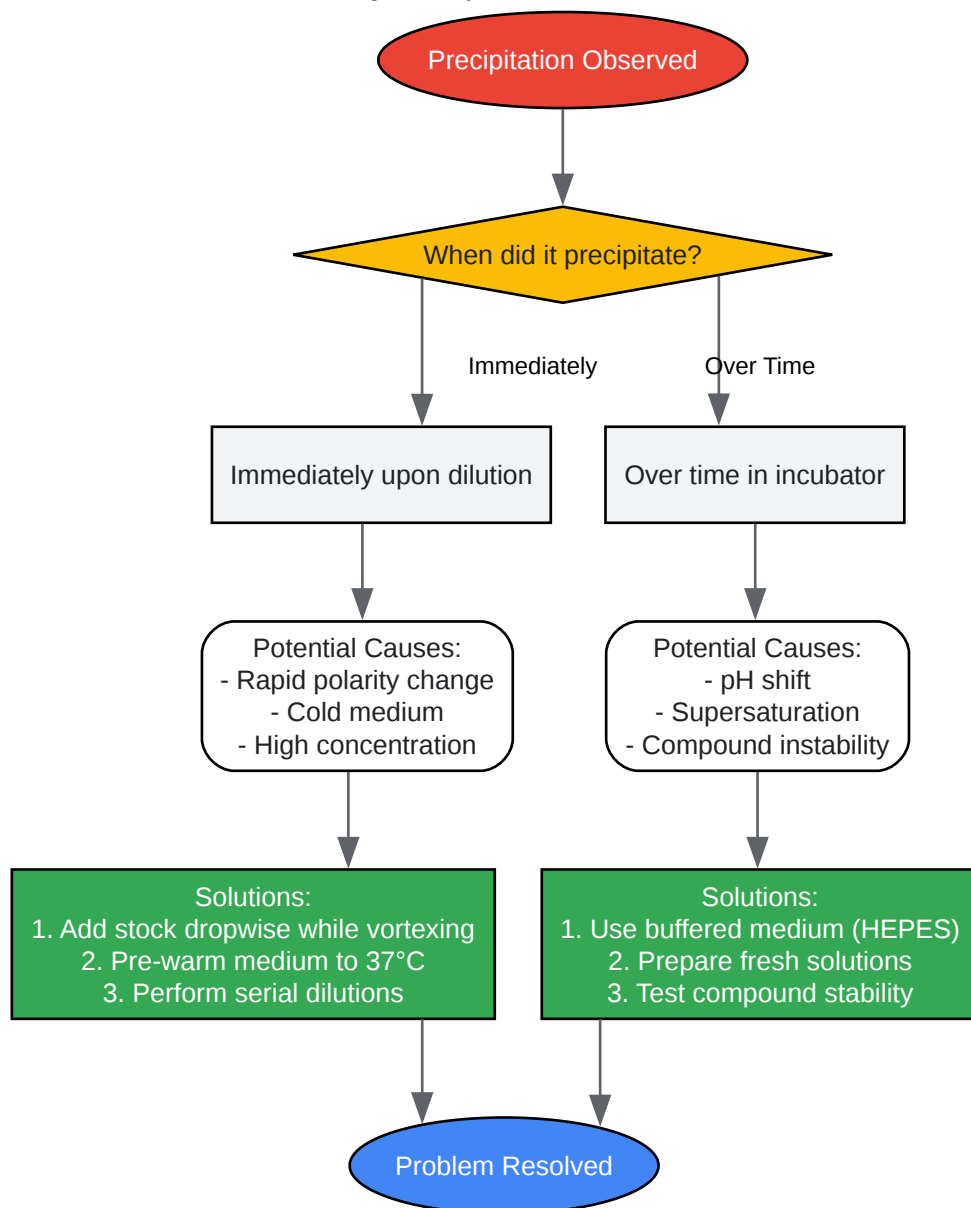 Precipitation Observed
When did it precipitate?
Immediately
Over Time
Immediately upon dilution
Over time in incubator
Potential Causes:
- Rapid polarity change
- Cold medium
- High concentration
Potential Causes:
- pH shift
- Supersaturation
- Compound instability
Solutions:
1. Add stock dropwise while vortexing
2. Pre-warm medium to 37°C
3. Perform serial dilutions
Solutions:
1. Use buffered medium (HEPES)
2. Prepare fresh solutions
3. Test compound stability
Problem Resolved